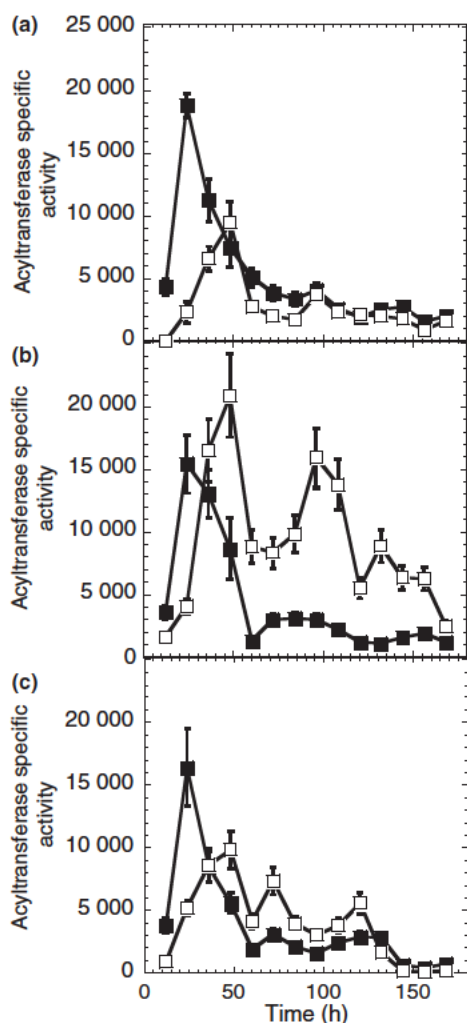 (a)
25 000
20 000
15 000
10 000
5 000
0
Acyltransferase specific
activity
(b)
20 000
15 000
10 000
5 000
0
Acyltransferase specific
activity
(c)
20 000
15 000
10 000
5 000
0
Acyltransferase specific
activity
0 50 100 150
Time (h)